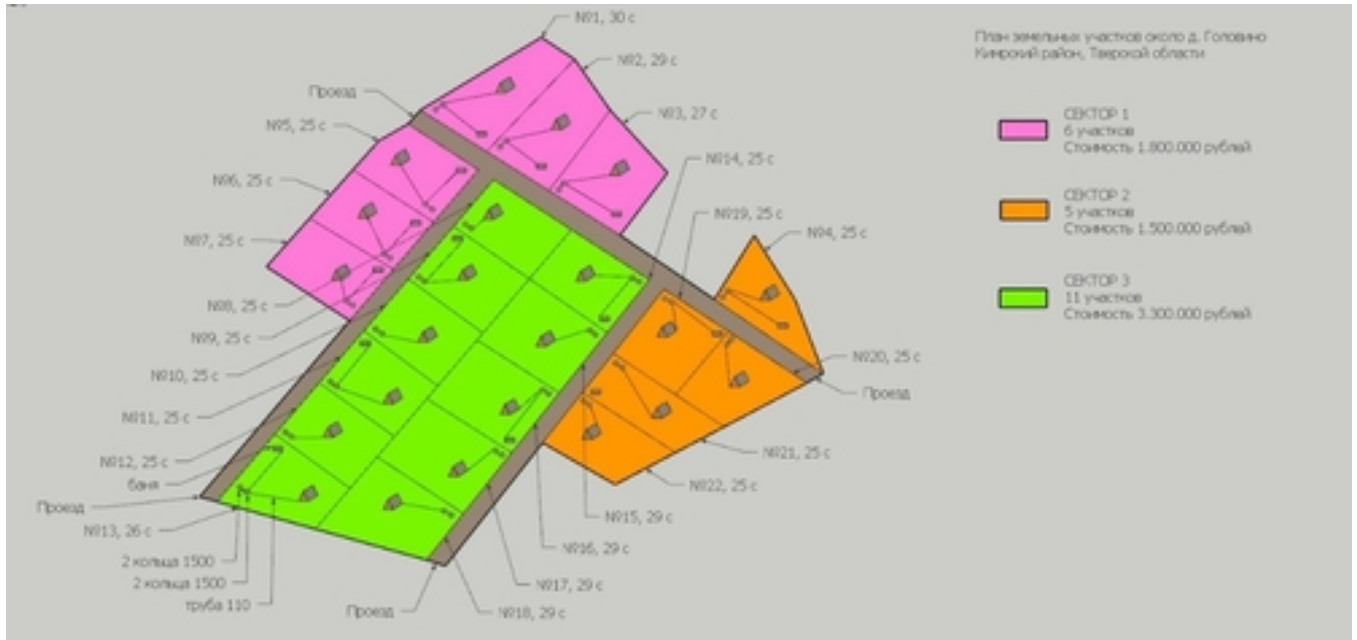 №1, 30 с
План земельных участков около д. Головино
Кимрский район, Тверской области
№2, 29 с
Проезд
№3, 27 с
№5, 25 с
СЕКТОР 1
6 участков
Стоимость 1.800.000 рублей
№14, 25 с
№6, 25 с
№19, 25 с
СЕКТОР 2
5 участков
Стоимость 1.500.000 рублей
№4, 25 с
№7, 25 с
СЕКТОР 3
11 участков
Стоимость 3.300.000 рублей
№8, 25 с
№9, 25 с
№20, 25 с
№10, 25 с
Проезд
№11, 25 с
№21, 25 с
№12, 25 с
баня
№22, 25 с
Проезд
№15, 29 с
№13, 26 с
№16, 29 с
2 кольца 1500
2 кольца 1500
№17, 29 с
труба 110
Проезд
№18, 29 с